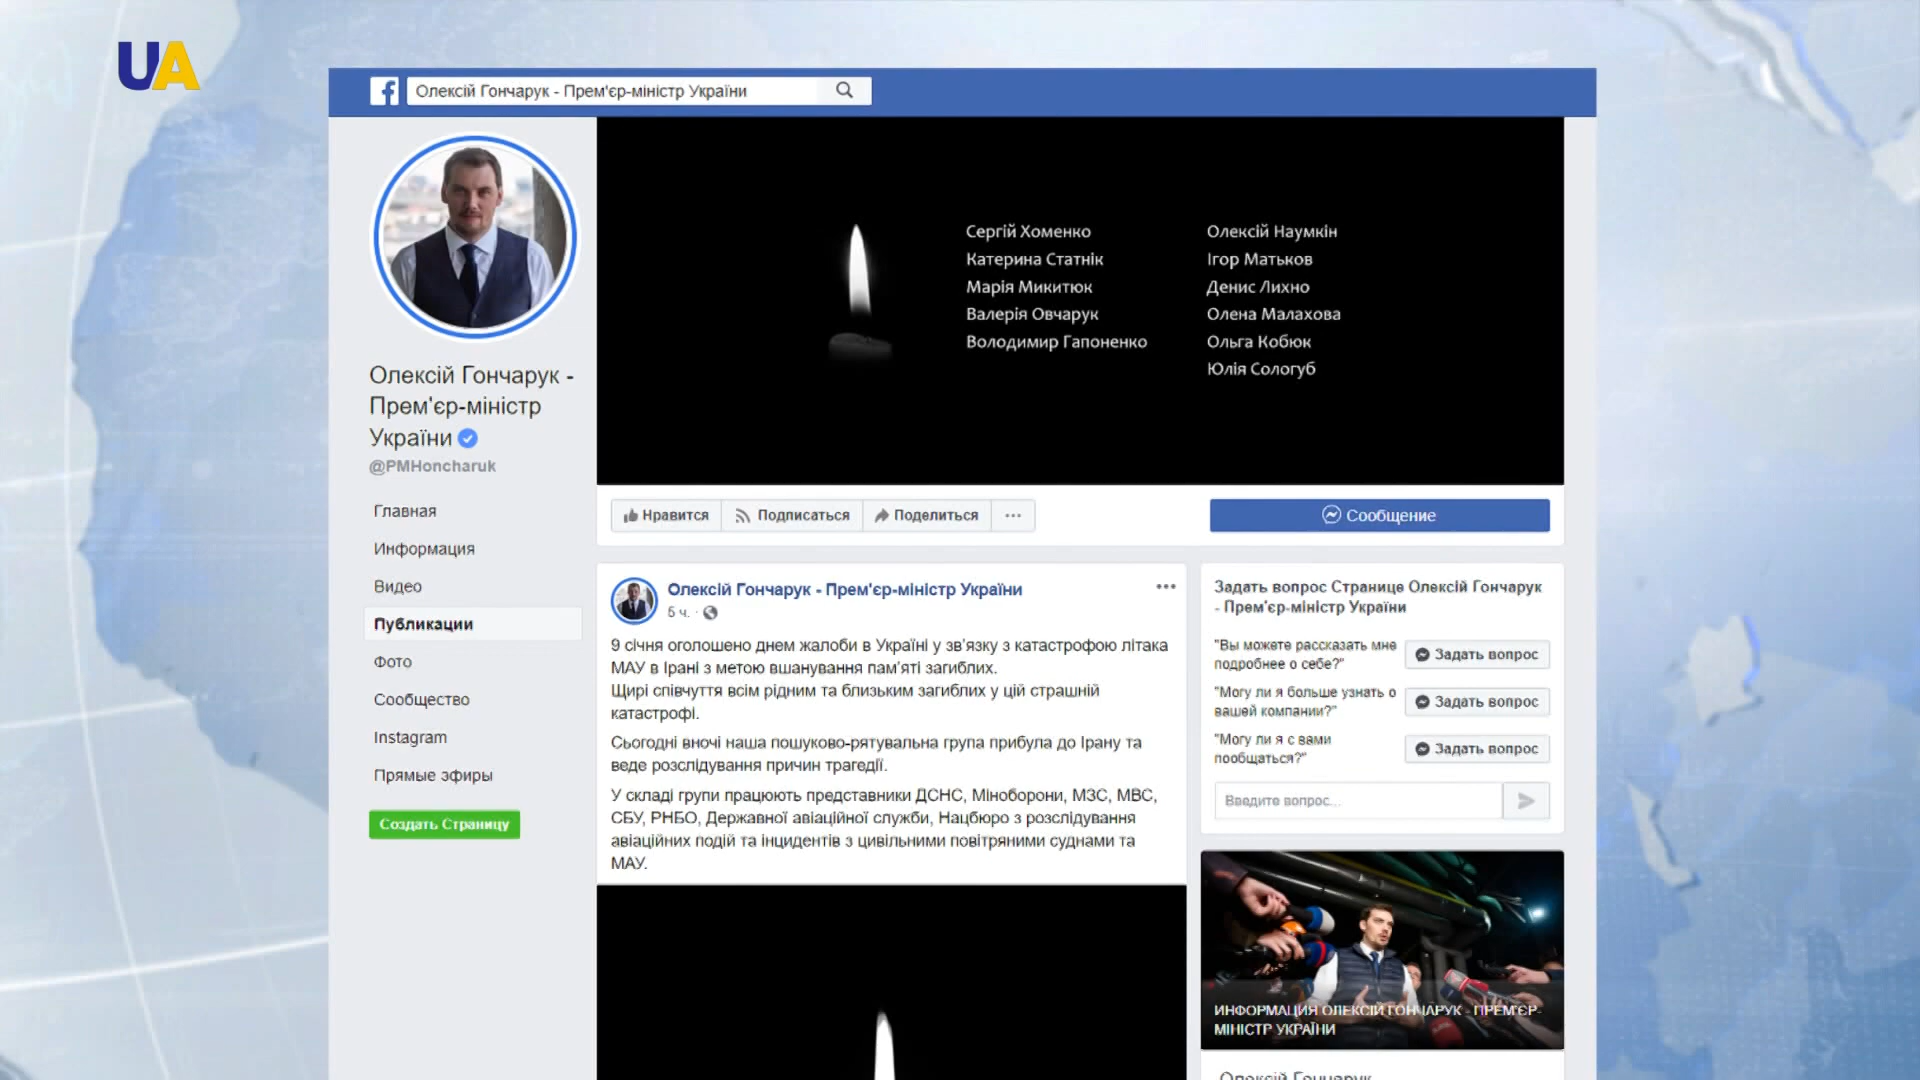 UA
Олексій Гончарук - Прем'єр-міністр України
Сергій Хоменко
Катерина Статнік
Марія Микитюк
Валерія Овчарук
Володимир Гапоненко
Олексій Наумкін
Ігор Матьков
Денис Лихно
Олена Малахова
Ольга Кобюк
Юлія Сологуб
Олексій Гончарук -
Прем'єр-міністр
України
@PMHoncharuk
Главная
Информация
Видео
Публикации
Фото
Сообщество
Instagram
Прямые эфиры
Создать Страницу
Нравится
Подписаться
Поделиться
Сообщение
Олексій Гончарук - Прем'єр-міністр України
5 ч.
9 січня оголошено днем жалоби в Україні у зв’язку з катастрофою літака
МАУ в Ірані з метою вшанування пам’яті загиблих.
Щирі співчуття всім рідним та близьким загиблих у цій страшній
катастрофі.
Сьогодні вночі наша пошуково-рятувальна група прибула до Ірану та
веде розслідування причин трагедії.
У складі групи працюють представники ДСНС, Міноборони, МЗС, МВС,
СБУ, РНБО, Державної авіаційної служби, Нацбюро з розслідування
авіаційних подій та інцидентів з цивільними повітряними суднами та
МАУ.
Задать вопрос Странице Олексій Гончарук
- Прем'єр-міністр України
"Вы можете рассказать мне
подробнее о себе?"
Задать вопрос
"Могу ли я больше узнать о
вашей компании?"
Задать вопрос
"Могу ли я с вами
пообщаться?"
Задать вопрос
Введите вопрос...
ИНФОРМАЦИЯ ОЛЕКСІЙ ГОНЧАРУК - ПРЕМ'ЄР-
МІНІСТР УКРАЇНИ
Олексій Гончарук